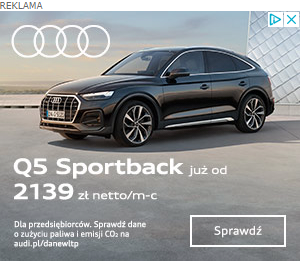 REKLAMA
Q5 Sportback już od
2139 zł netto/m-c
Dla przedsiębiorców. Sprawdź dane
o zużyciu paliwa i emisji CO₂ na
audi.pl/danewltp
Sprawdź